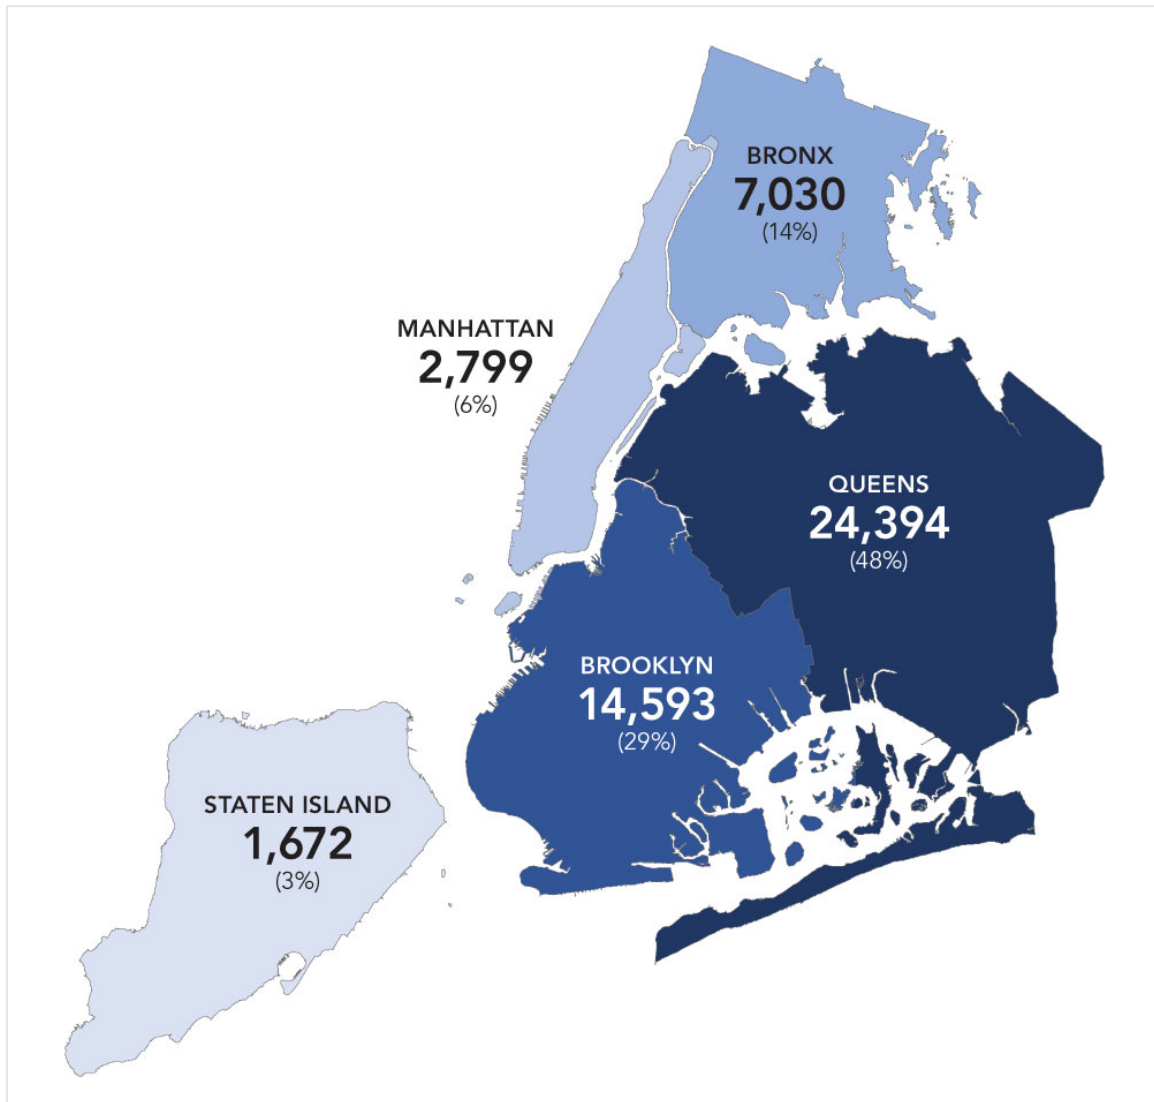 BRONX
7,030
(14%)
MANHATTAN
2,799
(6%)
QUEENS
24,394
(48%)
BROOKLYN
14,593
(29%)
STATEN ISLAND
1,672
(3%)